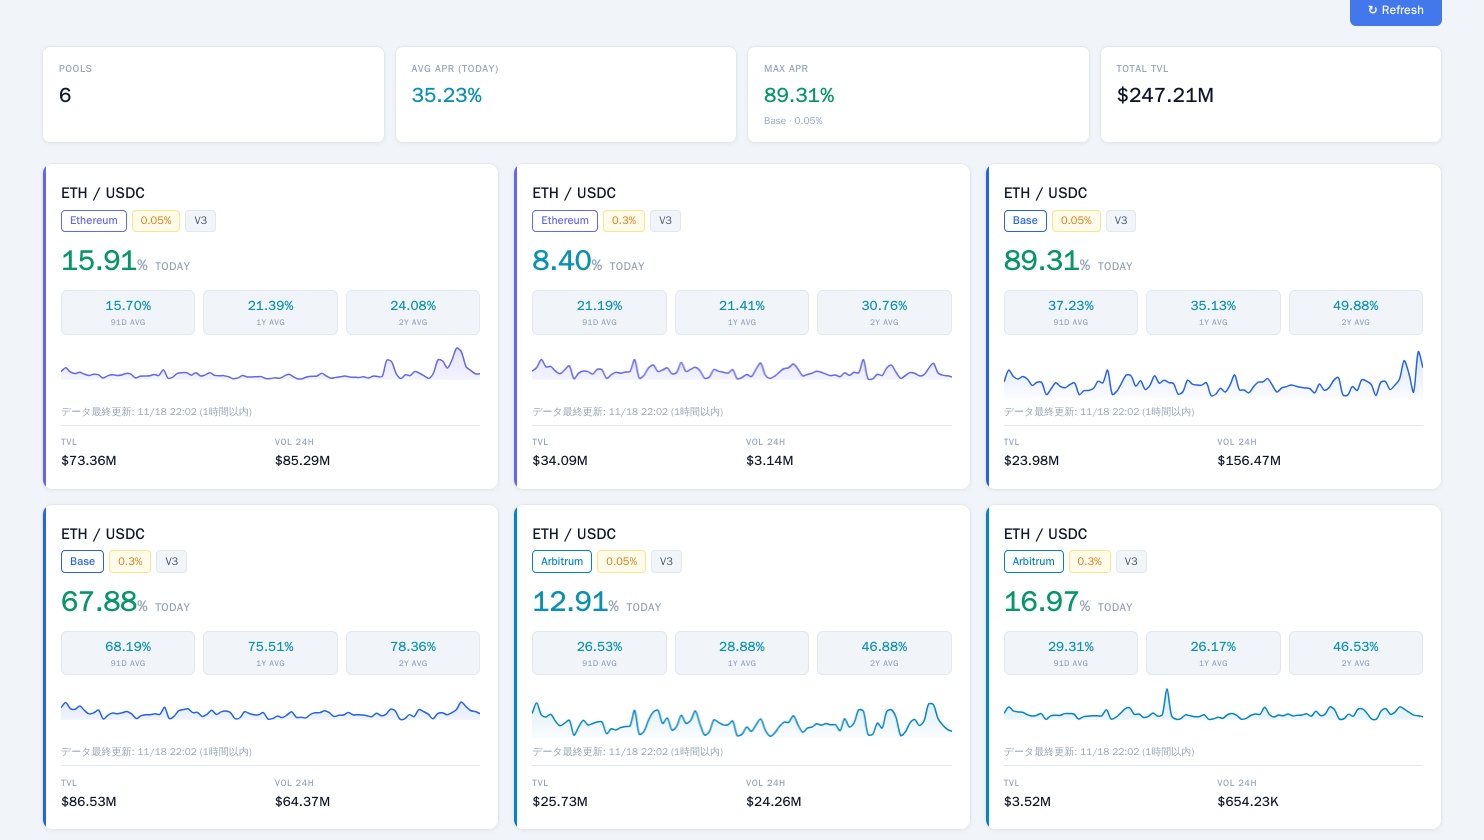 ↻ Refresh
POOLS
6
AVG APR (TODAY)
35.23%
MAX APR
89.31%
Base · 0.05%
TOTAL TVL
$247.21M
ETH / USDC
Ethereum 0.05% V3
15.91% TODAY
15.70% 21.39% 24.08%
91D AVG 1Y AVG 2Y AVG
データ最終更新: 11/18 22:02 (1時間以内)
TVL VOL 24H
$73.36M $85.29M
ETH / USDC
Ethereum 0.3% V3
8.40% TODAY
21.19% 21.41% 30.76%
91D AVG 1Y AVG 2Y AVG
データ最終更新: 11/18 22:02 (1時間以内)
TVL VOL 24H
$34.09M $3.14M
ETH / USDC
Base 0.05% V3
89.31% TODAY
37.23% 35.13% 49.88%
91D AVG 1Y AVG 2Y AVG
データ最終更新: 11/18 22:02 (1時間以内)
TVL VOL 24H
$23.98M $156.47M
ETH / USDC
Base 0.3% V3
67.88% TODAY
68.19% 75.51% 78.36%
91D AVG 1Y AVG 2Y AVG
データ最終更新: 11/18 22:02 (1時間以内)
TVL VOL 24H
$86.53M $64.37M
ETH / USDC
Arbitrum 0.05% V3
12.91% TODAY
26.53% 28.88% 46.88%
91D AVG 1Y AVG 2Y AVG
データ最終更新: 11/18 22:02 (1時間以内)
TVL VOL 24H
$25.73M $24.26M
ETH / USDC
Arbitrum 0.3% V3
16.97% TODAY
29.31% 26.17% 46.53%
91D AVG 1Y AVG 2Y AVG
データ最終更新: 11/18 22:02 (1時間以内)
TVL VOL 24H
$3.52M $654.23K